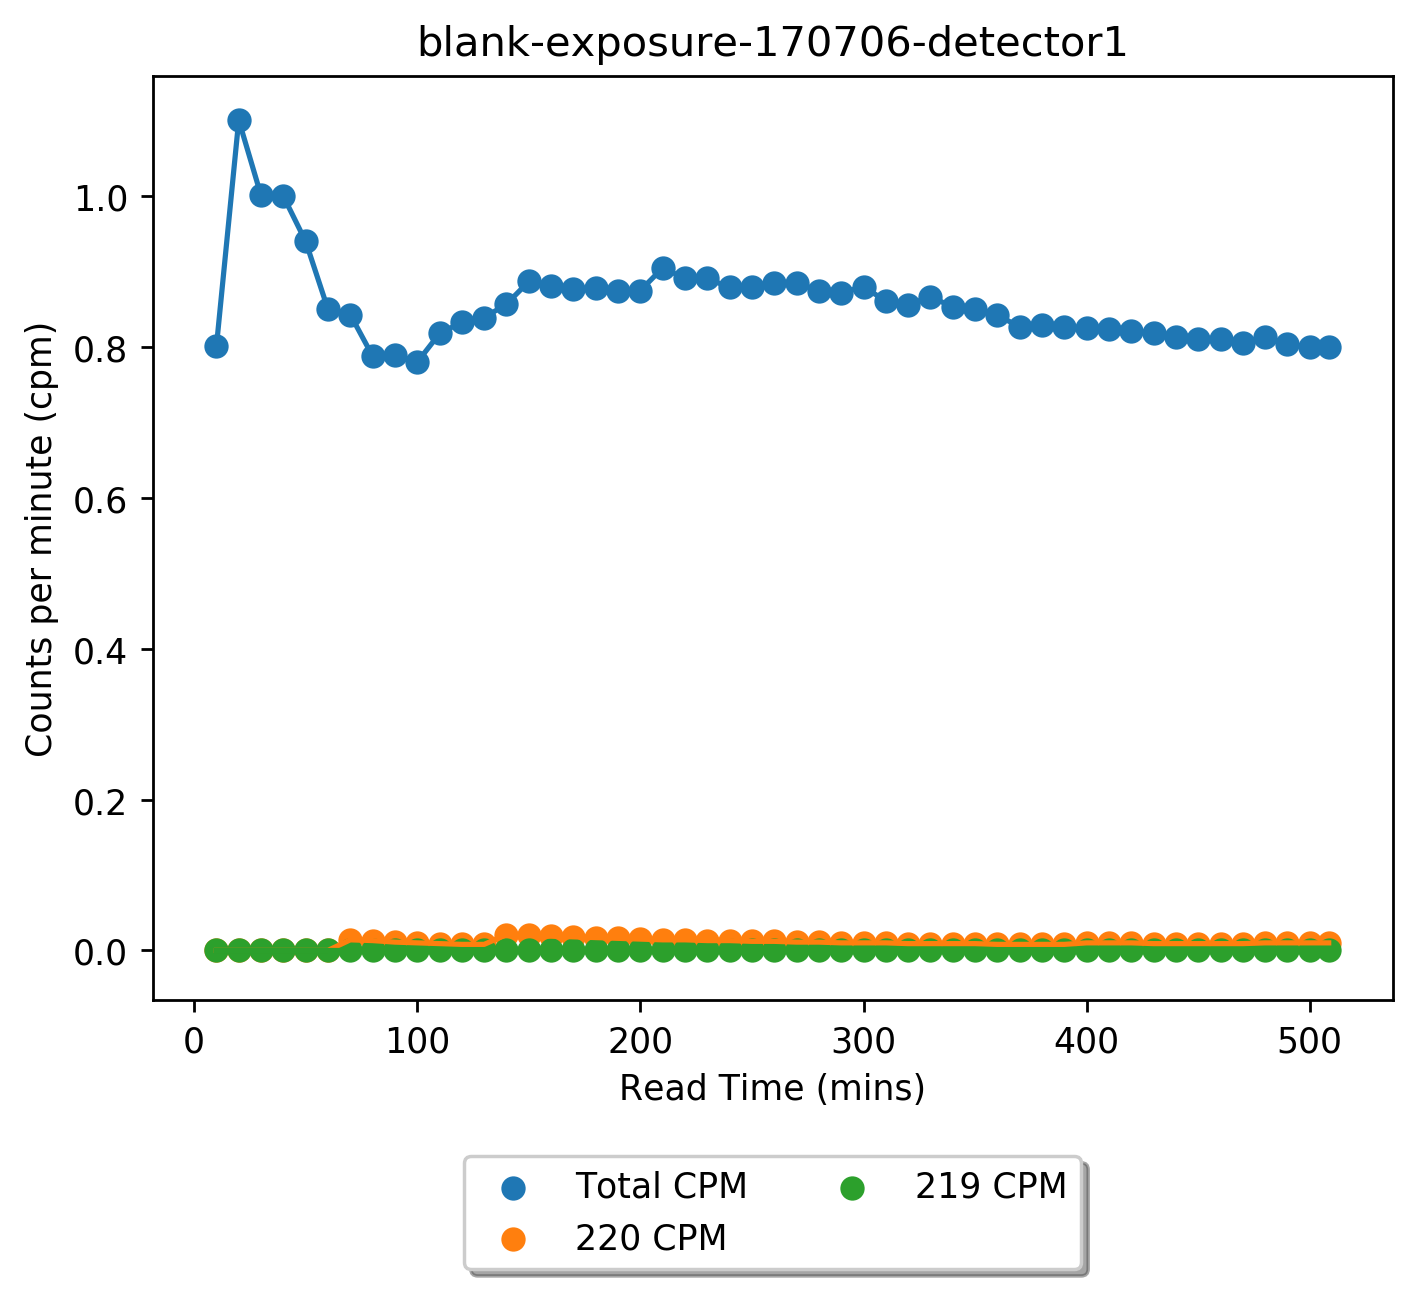 blank-exposure-170706-detector1
Counts per minute (cpm)
1.0
0.8
0.6
0.4
0.2
0.0
0 100 200 300 400 500
Read Time (mins)
Total CPM 219 CPM
220 CPM